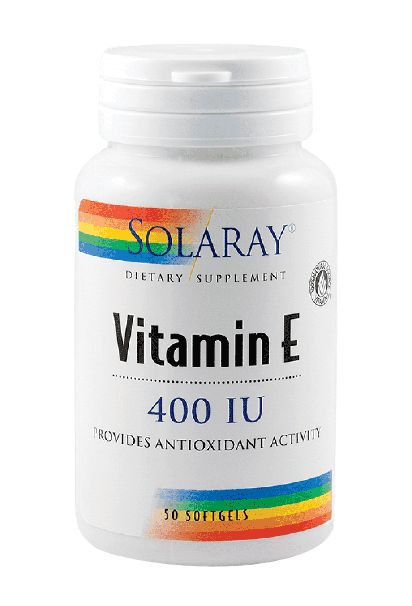 SOLARAY®
DIETARY SUPPLEMENT
Vitamin E
400 IU
PROVIDES ANTIOXIDANT ACTIVITY
50 SOFTGELS